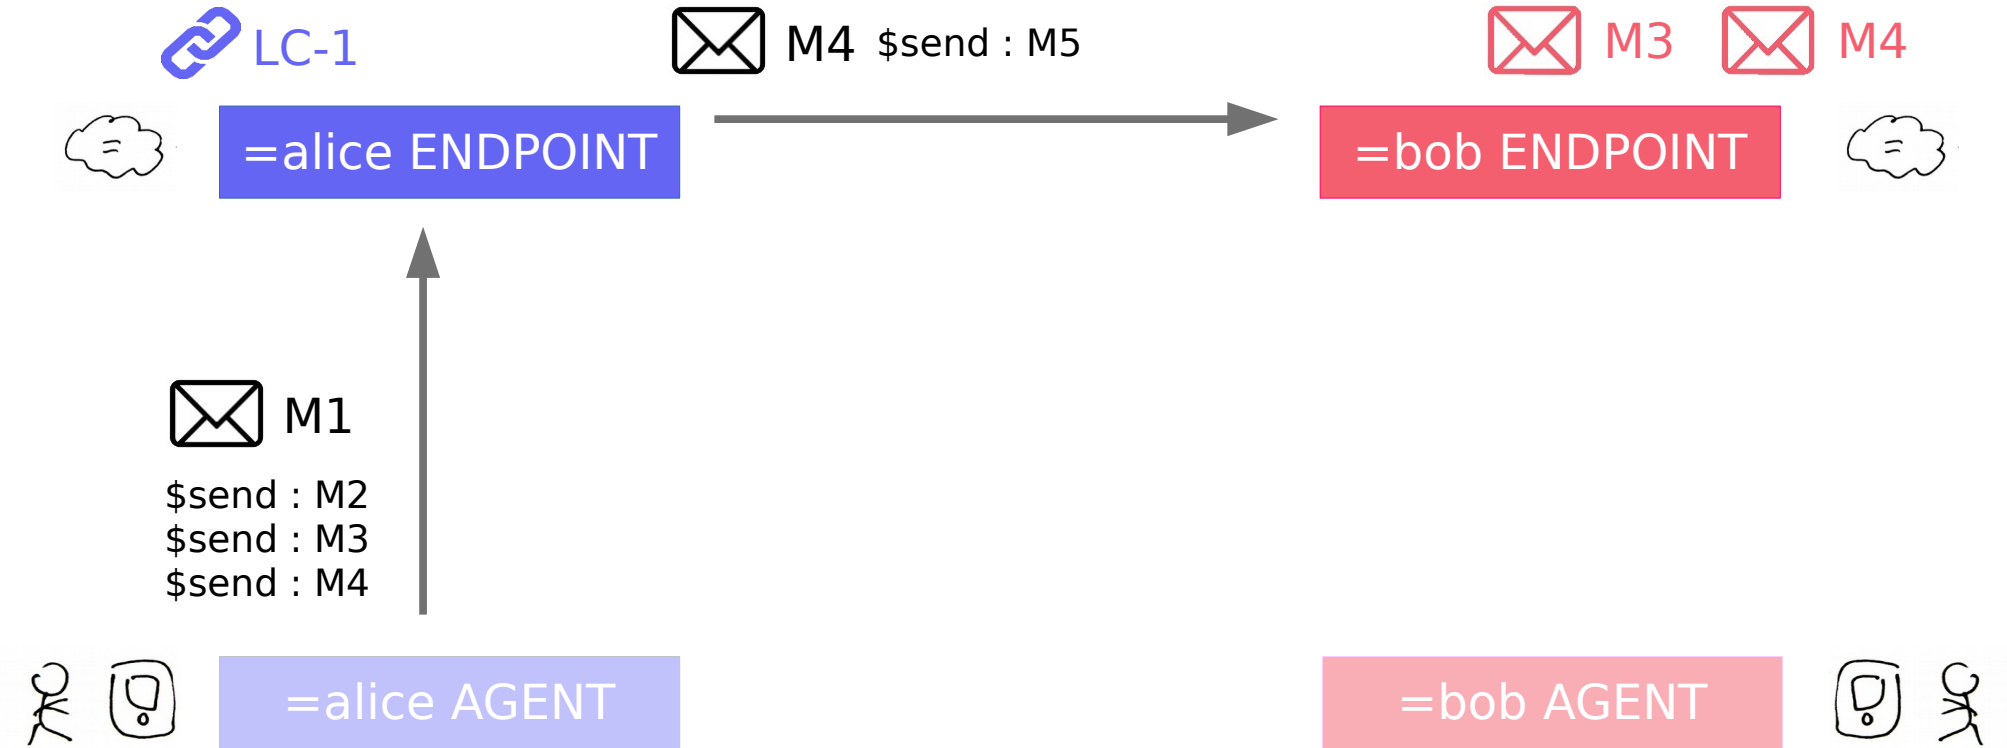 LC-1
M4 $send : M5
M3
M4
=alice ENDPOINT
=bob ENDPOINT
M1
$send : M2
$send : M3
$send : M4
=alice AGENT
=bob AGENT